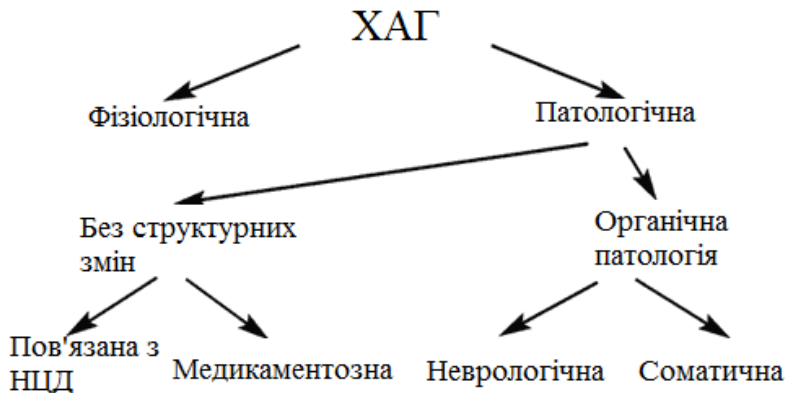 ХАГ
Фізіологічна
Патологічна
Без структурних
змін
Органічна
патологія
Пов'язана з
НЦД
Медикаментозна
Неврологічна
Соматична